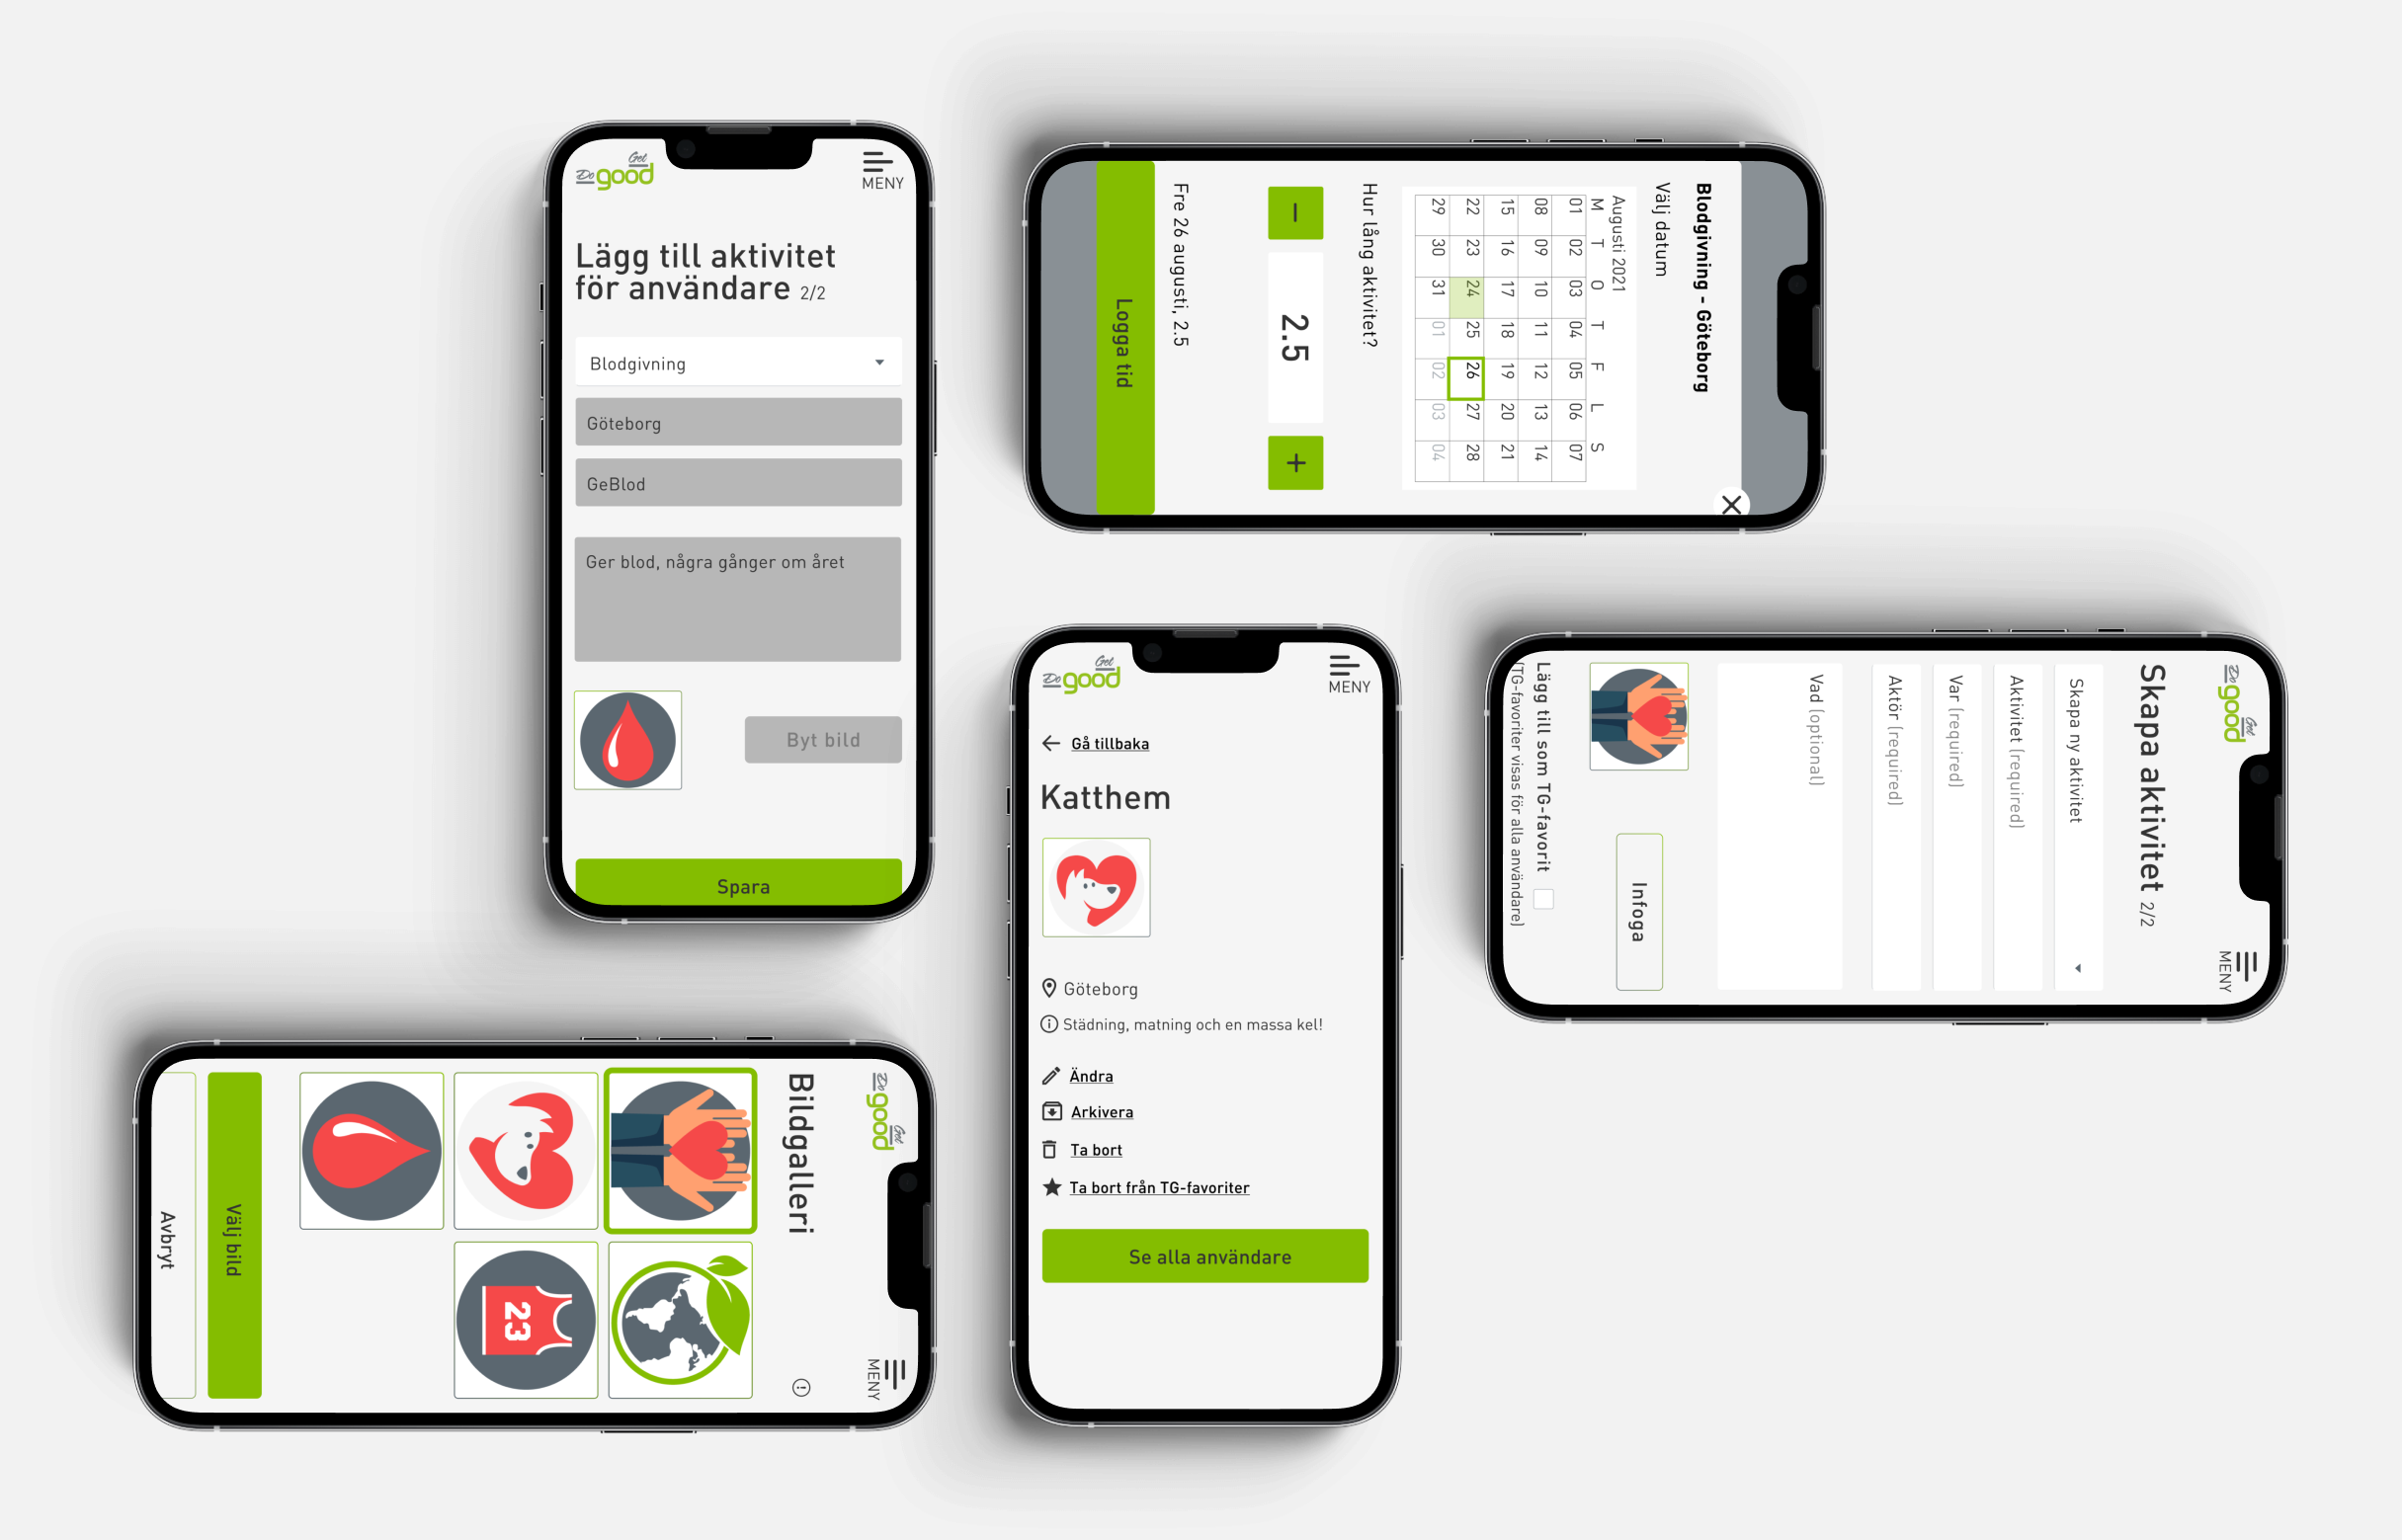 Do Get
good
MENY
Lägg till aktivitet
för användare 2/2
Blodgivning
Göteborg
GeBlod
Ger blod, några gånger om året
Byt bild
Spara
Blodgivning - Göteborg
Välj datum
Augusti 2021
M T O T F L S
01 02 03 04 05 06 07
08 09 10 11 12 13 14
15 16 17 18 19 20 21
22 23 24 25 26 27 28
29 30 31 01 02 03 04
Hur lång aktivitet?
− 2.5 +
Fre 26 augusti, 2.5
Logga tid
Do Get
good
MENY
Gå tillbaka
Katthem
Göteborg
Städning, matning och en massa kel!
Ändra
Arkivera
Ta bort
Ta bort från TG-favoriter
Se alla användare
Do Get
good
MENY
Skapa aktivitet 2/2
Skapa ny aktivitet
Aktivitet (required)
Var (required)
Aktör (required)
Vad (optional)
Infoga
Lägg till som TG-favorit
(TG-favoriter visas för alla användare)
Do Get
good
MENY
Bildgalleri
23
Välj bild
Avbryt